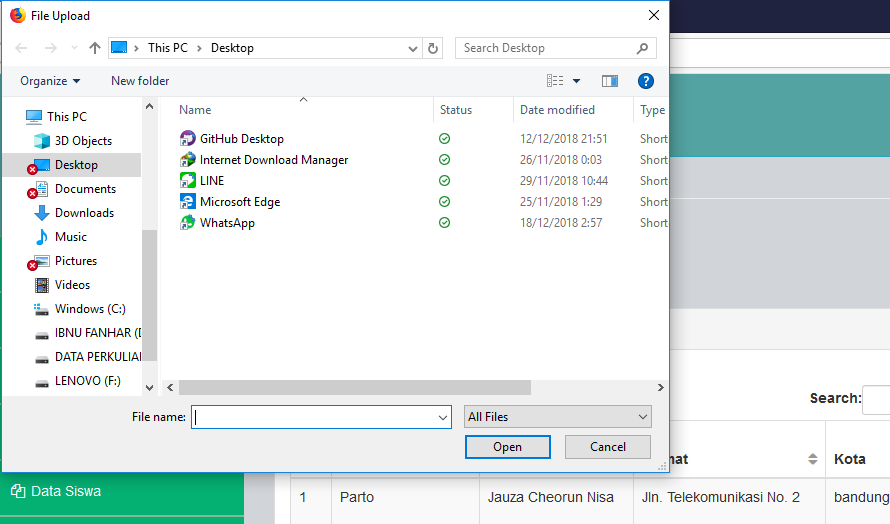 File Upload
This PC > Desktop
Search Desktop
Organize
New folder
Name
Status
Date modified
Type
This PC
3D Objects
Desktop
Documents
Downloads
Music
Pictures
Videos
Windows (C:)
IBNU FANHAR (D
DATA PERKULIA
LENOVO (F:)
GitHub Desktop 12/12/2018 21:51 Short
Internet Download Manager 26/11/2018 0:03 Short
LINE 29/11/2018 10:44 Short
Microsoft Edge 25/11/2018 1:29 Short
WhatsApp 18/12/2018 2:57 Short
File name:
All Files
Open
Cancel
Search:
mat
Kota
Data Siswa
1 Parto Jauza Cheorun Nisa Jln. Telekomunikasi No. 2 bandung